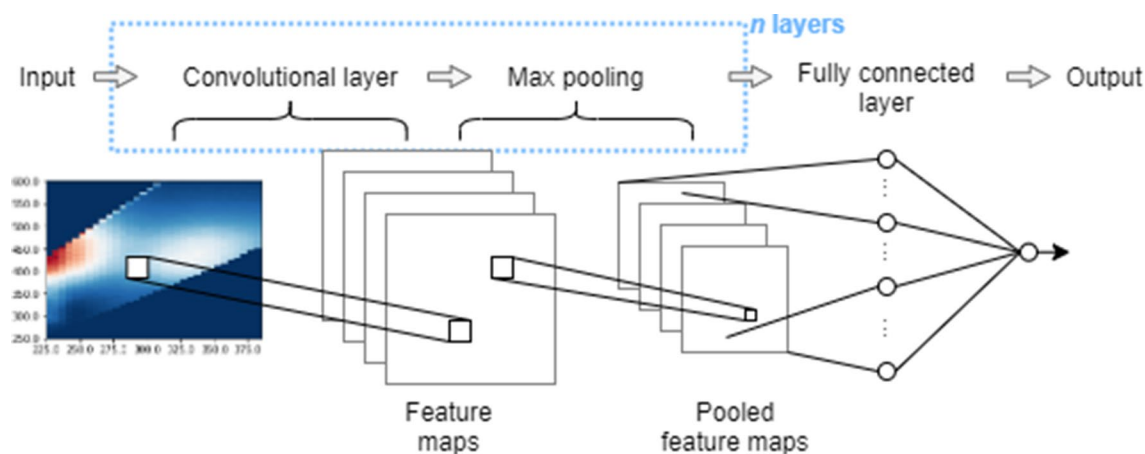 n layers
Input
Convolutional layer
Max pooling
Fully connected
layer
Output
600.0
550.0
500.0
450.0
400.0
350.0
300.0
250.0
225.0 250.0 275.0 300.0 325.0 350.0 375.0
Feature
maps
Pooled
feature maps